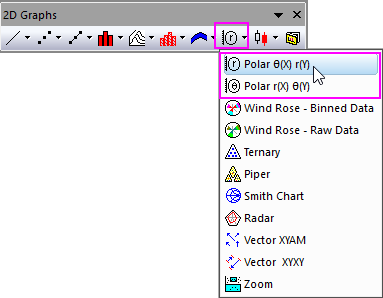 2D Graphs
Polar θ(X) r(Y)
Polar r(X) θ(Y)
Wind Rose - Binned Data
Wind Rose - Raw Data
Ternary
Piper
Smith Chart
Radar
Vector XYAM
Vector XYXY
Zoom